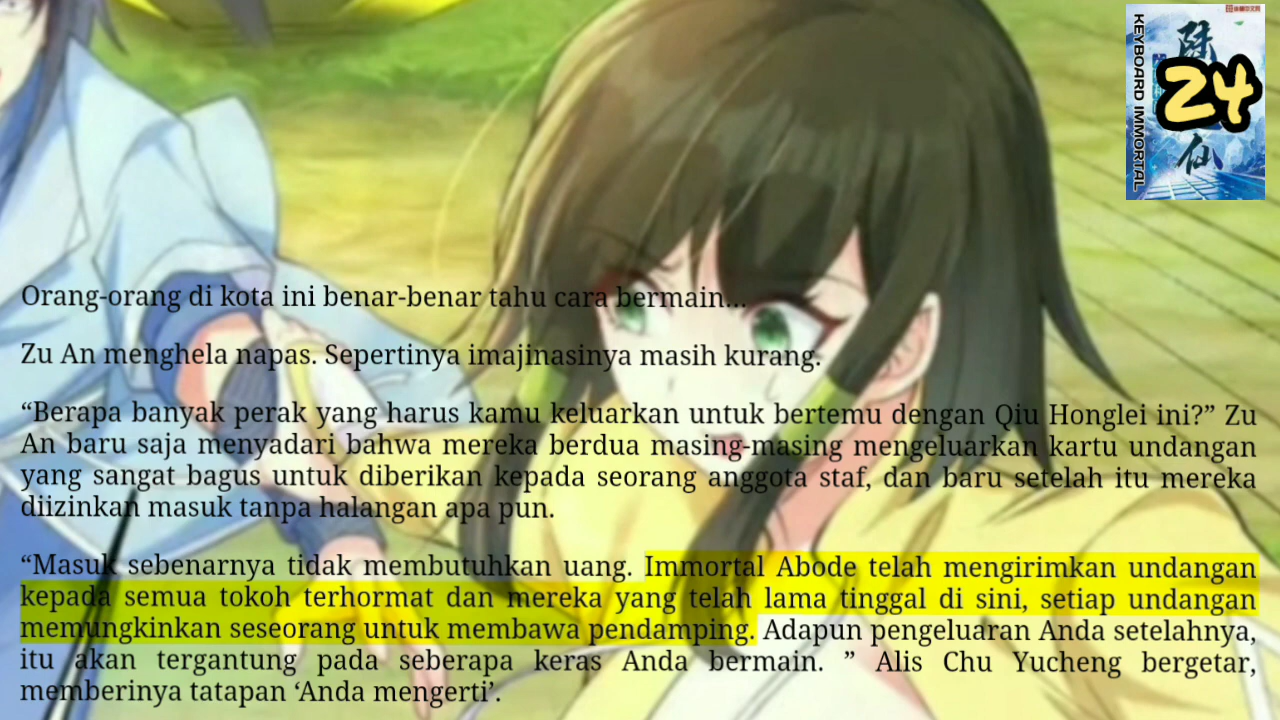 陆
仙
KEYBOARD IMMORTAL
24
Orang-orang di kota ini benar-benar tahu cara bermain...
Zu An menghela napas. Sepertinya imajinasinya masih kurang.
“Berapa banyak perak yang harus kamu keluarkan untuk bertemu dengan Qiu Honglei ini?” Zu
An baru saja menyadari bahwa mereka berdua masing-masing mengeluarkan kartu undangan
yang sangat bagus untuk diberikan kepada seorang anggota staf, dan baru setelah itu mereka
diizinkan masuk tanpa halangan apa pun.
“Masuk sebenarnya tidak membutuhkan uang. Immortal Abode telah mengirimkan undangan
kepada semua tokoh terhormat dan mereka yang telah lama tinggal di sini, setiap undangan
memungkinkan seseorang untuk membawa pendamping. Adapun pengeluaran Anda setelahnya,
itu akan tergantung pada seberapa keras Anda bermain. ” Alis Chu Yucheng bergetar,
memberinya tatapan ‘Anda mengerti’.